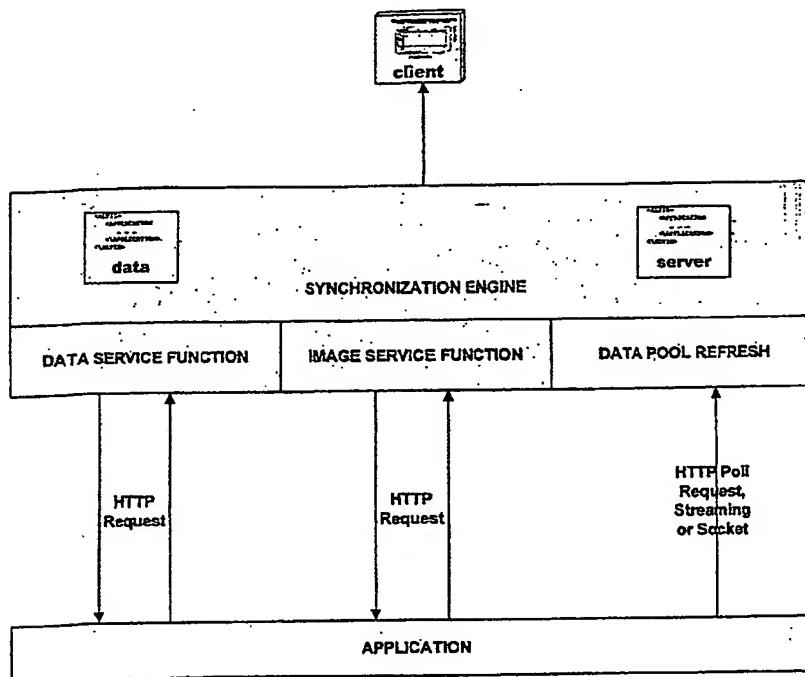 client
data
server
SYNCHRONIZATION ENGINE
DATA SERVICE FUNCTION
IMAGE SERVICE FUNCTION
DATA POOL REFRESH
HTTP
Request
HTTP
Request
HTTP Poll
Request,
Streaming
or Socket
APPLICATION